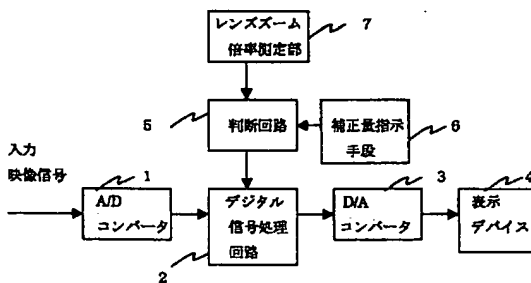 レンズズーム
倍率測定部
7
5
判断回路
補正量指示
手段
6
入力
映像信号
1
A/D
コンバータ
デジタル
信号処理
回路
2
3
D/A
コンバータ
4
表示
デバイス